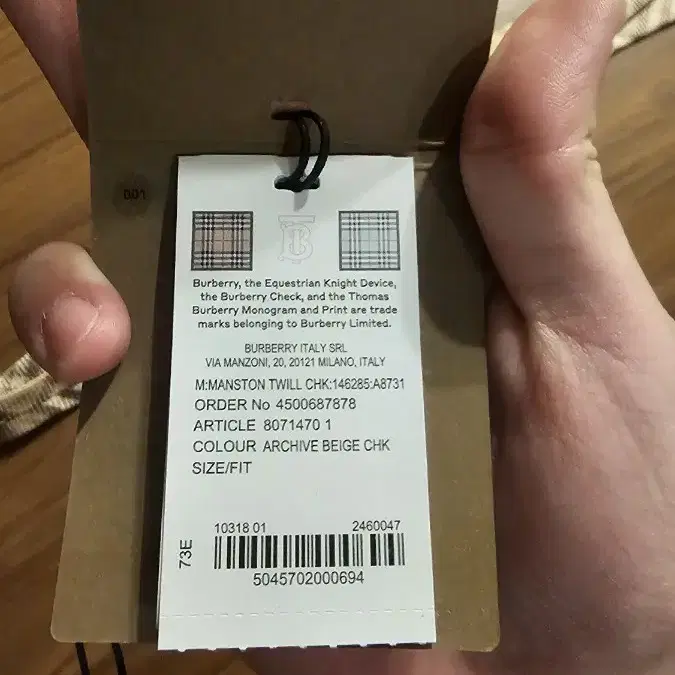 001
TB
Burberry, the Equestrian Knight Device,
the Burberry Check, and the Thomas
Burberry Monogram and Print are trade
marks belonging to Burberry Limited.
BURBERRY ITALY SRL
VIA MANZONI, 20, 20121 MILANO, ITALY
M:MANSTON TWILL CHK:146285:A8731
ORDER No 4500687878
ARTICLE 8071470 1
COLOUR ARCHIVE BEIGE CHK
SIZE/FIT
10318 01 2460047
73E
5045702000694